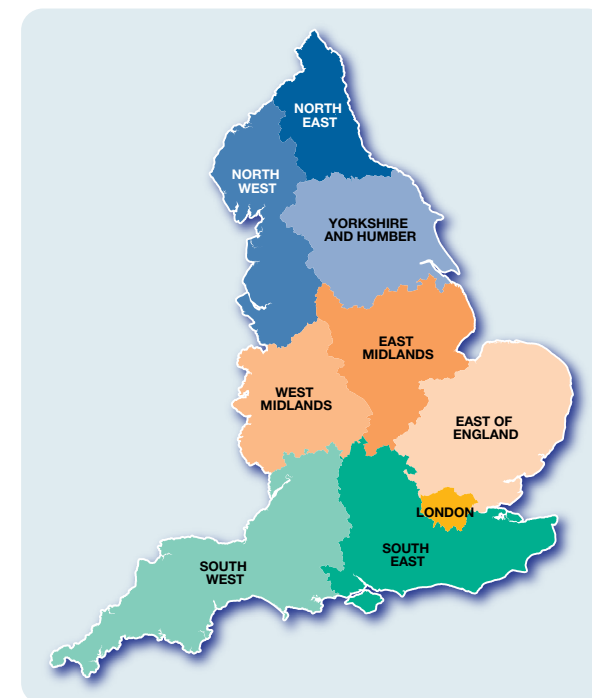 NORTH
EAST
NORTH
WEST
YORKSHIRE
AND HUMBER
EAST
MIDLANDS
WEST
MIDLANDS
EAST OF
ENGLAND
LONDON
SOUTH
EAST
SOUTH
WEST